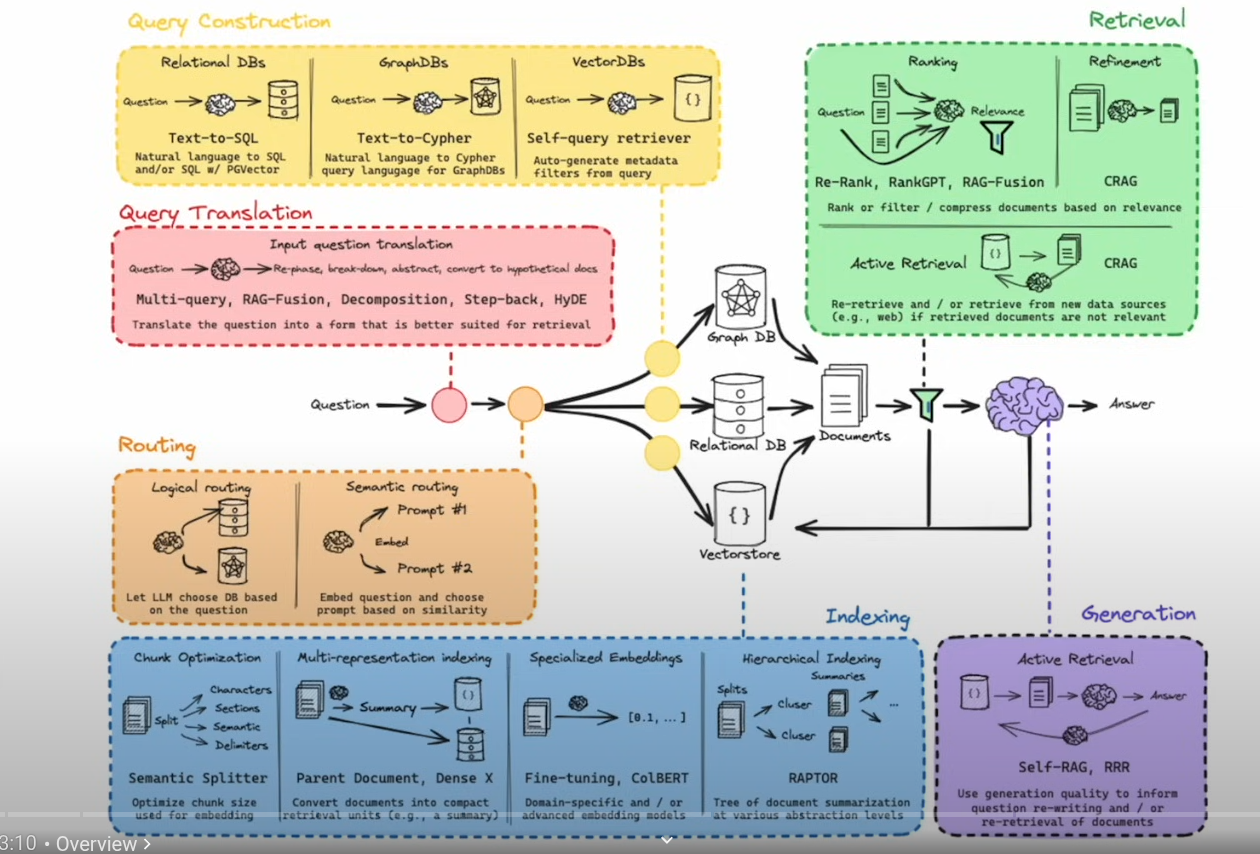 Query Construction
Relational DBs
Question
Text-to-SQL
Natural language to SQL
and/or SQL w/ PGVector
GraphDBs
Question
Text-to-Cypher
Natural language to Cypher
query langugage for GraphDBs
VectorDBs
Question
{}
Self-query retriever
Auto-generate metadata
filters from query
Retrieval
Ranking
Question
Relevance
Re-Rank, RankGPT, RAG-Fusion
Refinement
CRAG
Rank or filter / compress documents based on relevance
Active Retrieval
{}
CRAG
Re-retrieve and / or retrieve from new data sources
(e.g., web) if retrieved documents are not relevant
Query Translation
Input question translation
Question
Re-phase, break-down, abstract, convert to hypothetical docs
Multi-query, RAG-Fusion, Decomposition, Step-back, HyDE
Translate the question into a form that is better suited for retrieval
Question
Graph DB
Relational DB
{}
Vectorstore
Documents
Answer
Routing
Logical routing
Let LLM choose DB based
on the question
Semantic routing
Prompt #1
Embed
Prompt #2
Embed question and choose
prompt based on similarity
Indexing
Chunk Optimization
Split
Characters
Sections
Semantic
Delimiters
Semantic Splitter
Optimize chunk size
used for embedding
Multi-representation indexing
Summary
{}
Parent Document, Dense X
Convert documents into compact
retrieval units (e.g., a summary)
Specialized Embeddings
[0.1, ...]
Fine-tuning, ColBERT
Domain-specific and / or
advanced embedding models
Hierarchical Indexing
Summaries
Splits
Cluser
Cluser
...
RAPTOR
Tree of document summarization
at various abstraction levels
Generation
Active Retrieval
{}
Answer
Self-RAG, RRR
Use generation quality to inform
question re-writing and / or
re-retrieval of documents
3:10 • Overview >